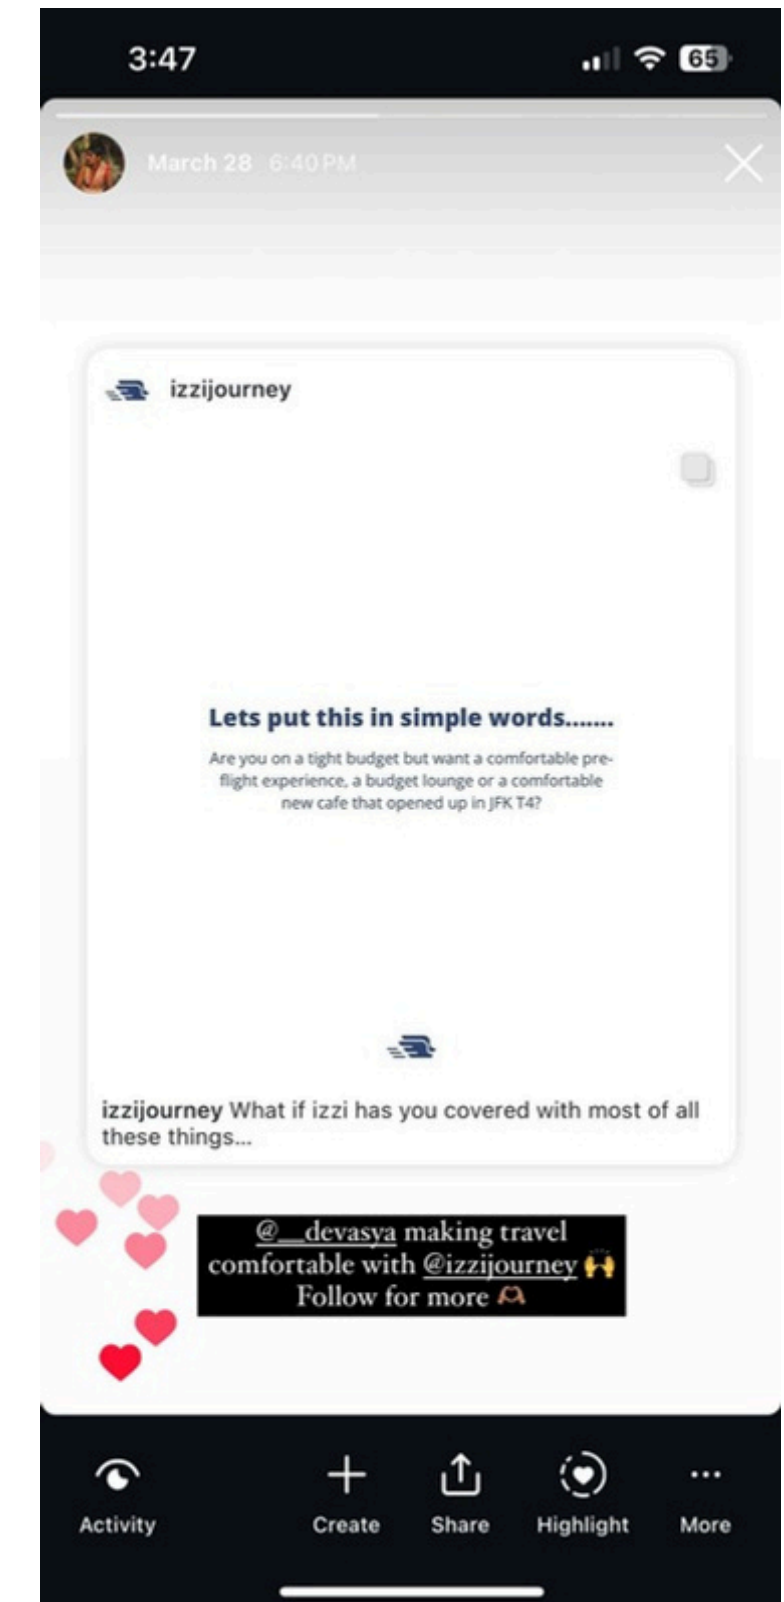 3:47
65
March 28 6:40 PM
izzijourney
Lets put this in simple words.......
Are you on a tight budget but want a comfortable pre-
flight experience, a budget lounge or a comfortable
new cafe that opened up in JFK T4?
izzijourney What if izzi has you covered with most of all
these things...
@__devasya making travel
comfortable with @izzijourney 🙌
Follow for more 🫶🏽
Activity
Create
Share
Highlight
More